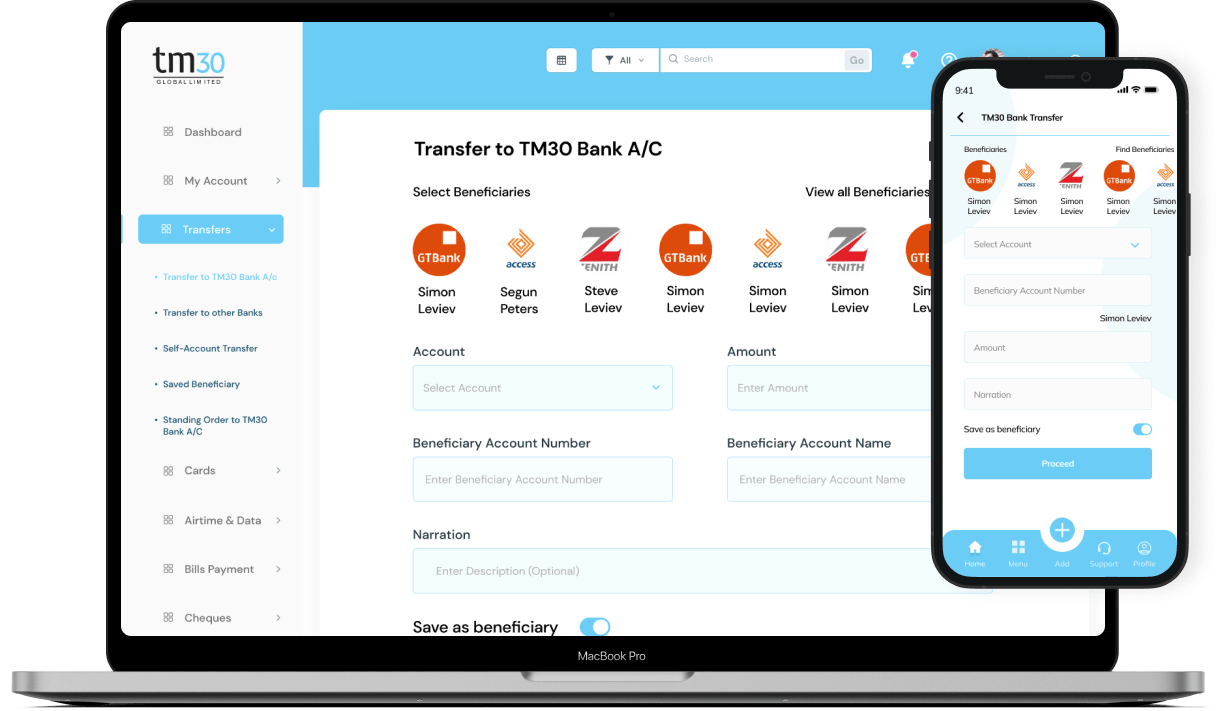 tm30
GLOBAL LIMITED
Dashboard
My Account
Transfers
• Transfer to TM30 Bank A/c
• Transfer to other Banks
• Self-Account Transfer
• Saved Beneficiary
• Standing Order to TM30
Bank A/C
Cards
Airtime & Data
Bills Payment
Cheques
All
Search
Go
Transfer to TM30 Bank A/C
Select Beneficiaries
View all Beneficiaries
GTBank
access
ZENITH
GTBank
access
ZENITH
GTB
Simon
Leviev
Segun
Peters
Steve
Leviev
Simon
Leviev
Simon
Leviev
Simon
Leviev
Sim
Lev
Account
Amount
Select Account
Enter Amount
Beneficiary Account Number
Beneficiary Account Name
Enter Beneficiary Account Number
Enter Beneficiary Account Name
Narration
Enter Description (Optional)
Save as beneficiary
MacBook Pro
9:41
TM30 Bank Transfer
Beneficiaries
Find Beneficiaries
GTBank
access
ZENITH
GTBank
access
Simon
Leviev
Simon
Leviev
Simon
Leviev
Simon
Leviev
Simon
Leviev
Select Account
Beneficiary Account Number
Simon Leviev
Amount
Narration
Save as beneficiary
Proceed
Home
Menu
Add
Support
Profile